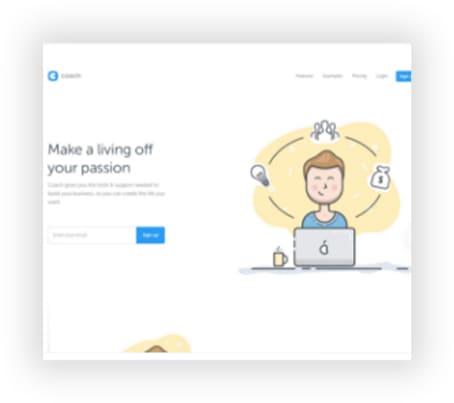 coach
Features Examples Pricing Login Sign up
Make a living off
your passion
Coach gives you the tools & support needed to
build your business, so you can create the life you
want.
Enter your email Sign up
$